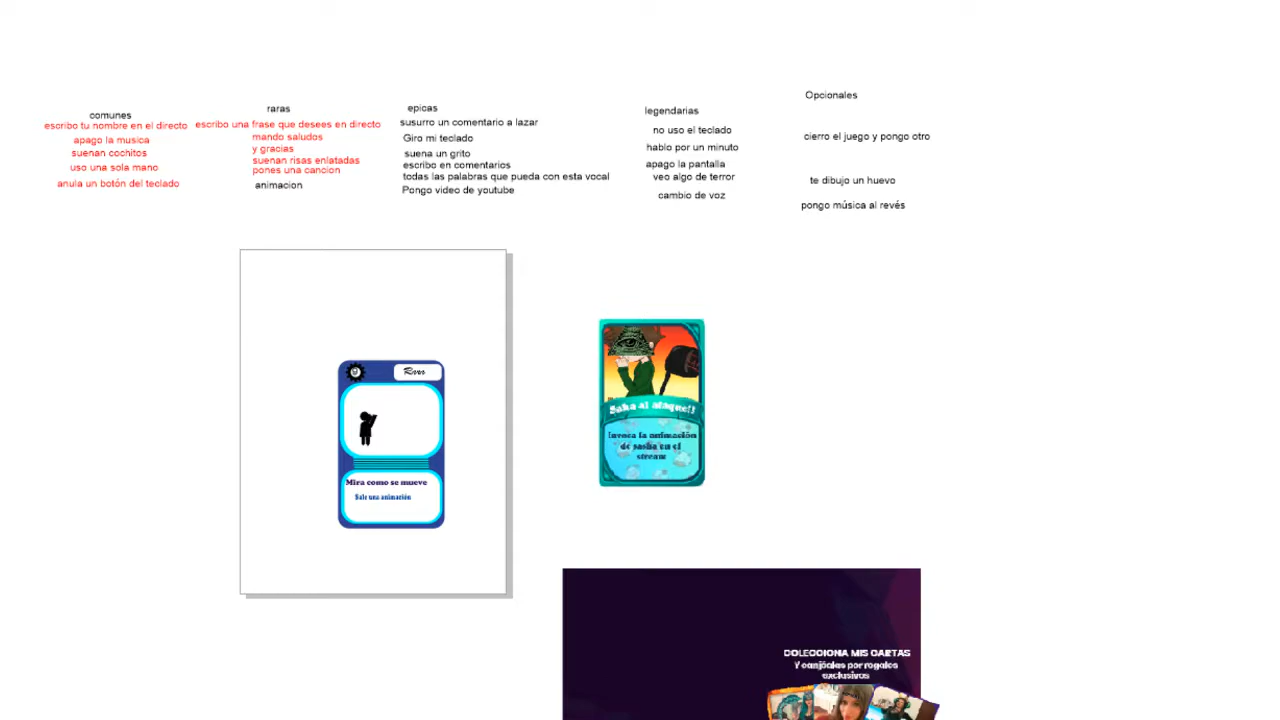 comunes
escribo tu nombre en el directo
apago la musica
suenan cochitos
uso una sola mano
anula un botón del teclado
raras
escribo una frase que desees en directo
mando saludos
y gracias
suenan risas enlatadas
pones una cancion
animacion
epicas
susurro un comentario a lazar
Giro mi teclado
suena un grito
escribo en comentarios
todas las palabras que pueda con esta vocal
Pongo video de youtube
legendarias
no uso el teclado
hablo por un minuto
apago la pantalla
veo algo de terror
cambio de voz
Opcionales
cierro el juego y pongo otro
te dibujo un huevo
pongo música al revés
Mira como se mueve
Sale una animación
Invoca la animación
de sasha en el
stream
COLECCIONA MIS CARTAS
Y canjéalas por regalos
exclusivos